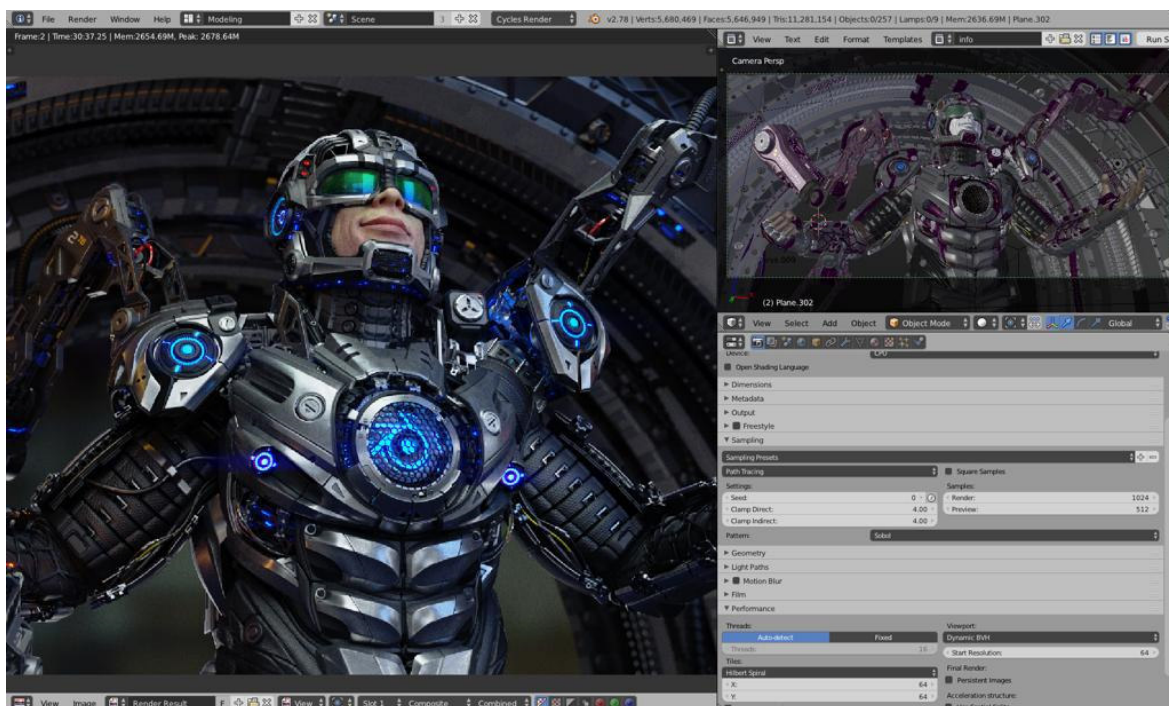 File Render Window Help Modeling Scene 3 Cycles Render v2.78 | Verts:5,680,469 | Faces:5,646,949 | Tris:11,281,154 | Objects:0/257 | Lamps:0/9 | Mem:2636.69M | Plane.302
Frame:2 | Time:30:37.25 | Mem:2654.69M, Peak: 2678.64M
View Text Edit Format Templates info Run S
Camera Persp
(2) Plane.302
View Select Add Object Object Mode Global
Device: CPU
Open Shading Language
Dimensions
Metadata
Output
Freestyle
Sampling
Sampling Presets
Path Tracing Square Samples
Settings: Samples:
Seed: 0 Render: 1024
Clamp Direct: 4.00 Preview: 512
Clamp Indirect: 4.00
Pattern: Sobol
Geometry
Light Paths
Motion Blur
Film
Performance
Threads: Viewport:
Auto-detect Fixed Dynamic BVH
Threads: 16 Start Resolution: 64
Tiles: Final Render:
Hilbert Spiral Persistent Images
X: 64 Acceleration structure:
Y: 64
View Image Render Result F View Slot 1 Composite Combined